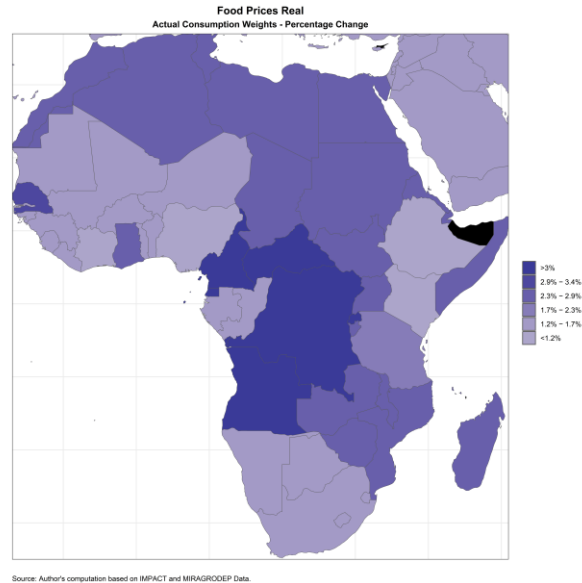 Food Prices Real
Actual Consumption Weights - Percentage Change
>3%
2.9% − 3.4%
2.3% − 2.9%
1.7% − 2.3%
1.2% − 1.7%
<1.2%
Source: Author's computation based on IMPACT and MIRAGRODEP Data.